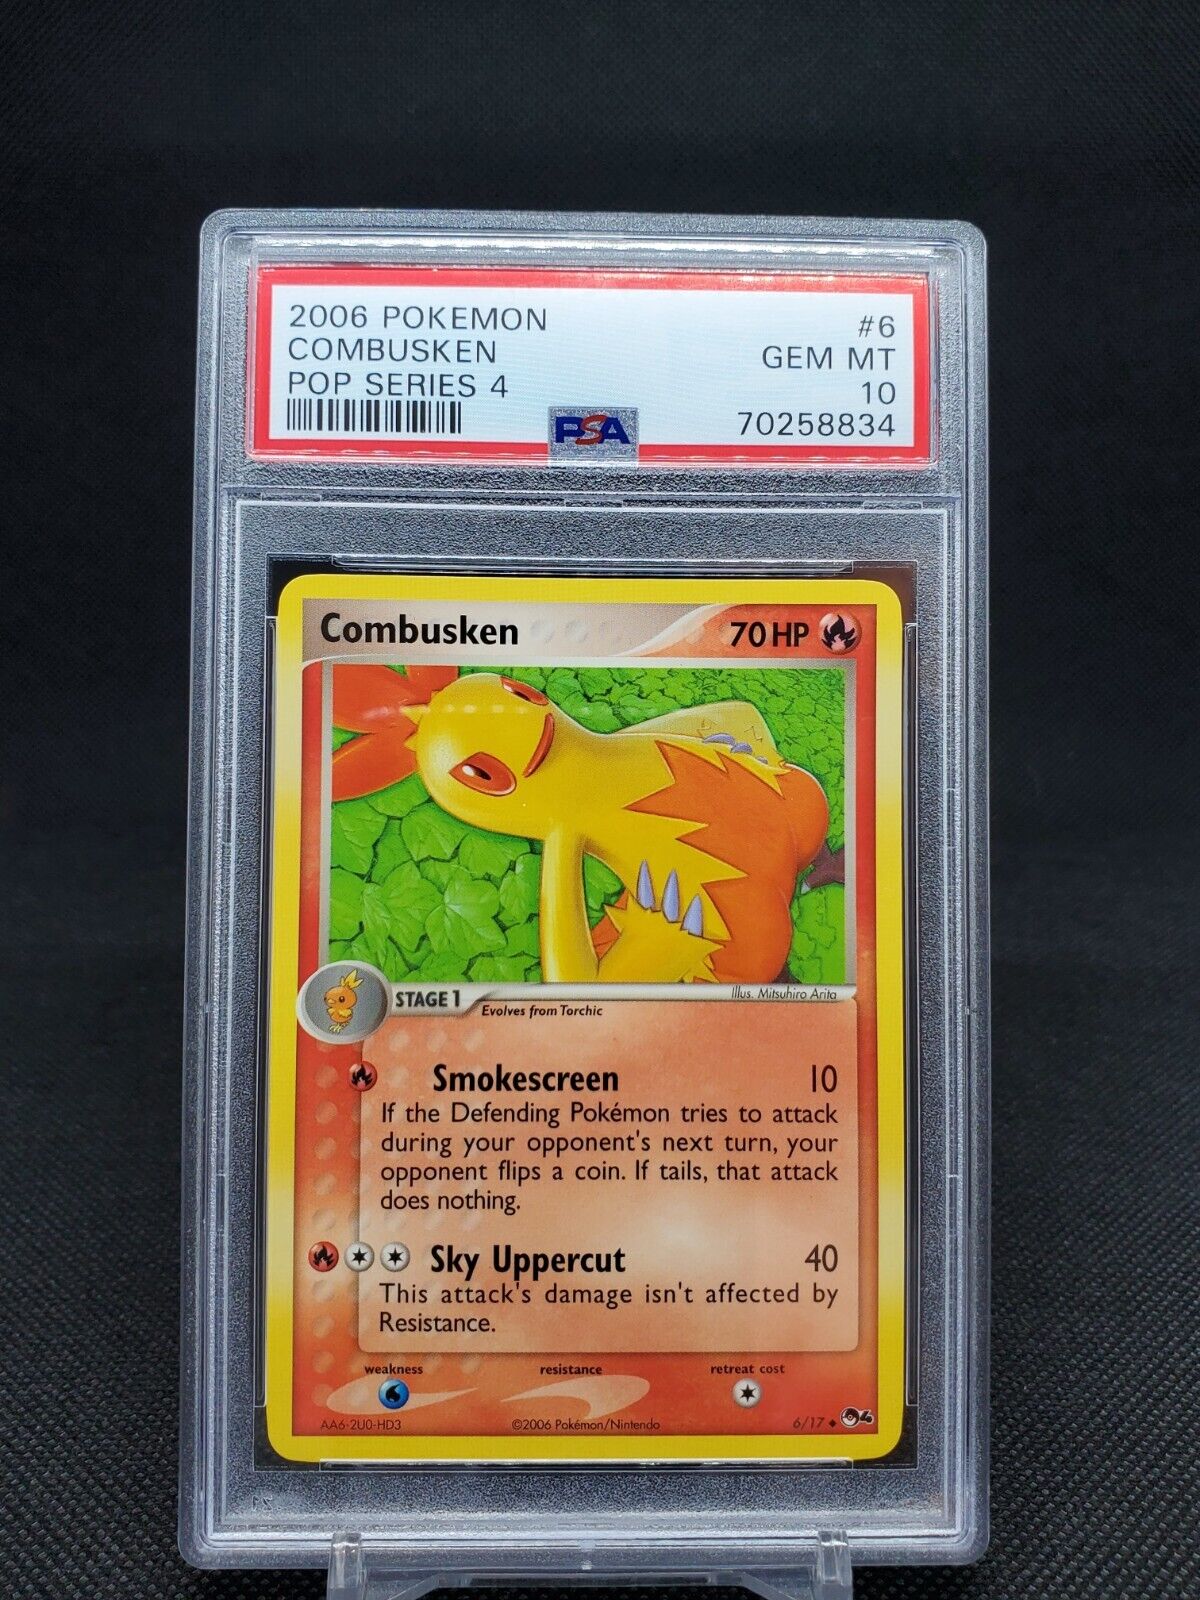 2006 POKEMON #6
COMBUSKEN GEM MT
POP SERIES 4 10
PSA 70258834
Combusken 70 HP
STAGE 1 Illus. Mitsuhiro Arita
Evolves from Torchic
Smokescreen 10
If the Defending Pokémon tries to attack
during your opponent's next turn, your
opponent flips a coin. If tails, that attack
does nothing.
Sky Uppercut 40
This attack's damage isn't affected by
Resistance.
weakness resistance retreat cost
AA6-2U0-HD3 ©2006 Pokémon/Nintendo 6/17 4